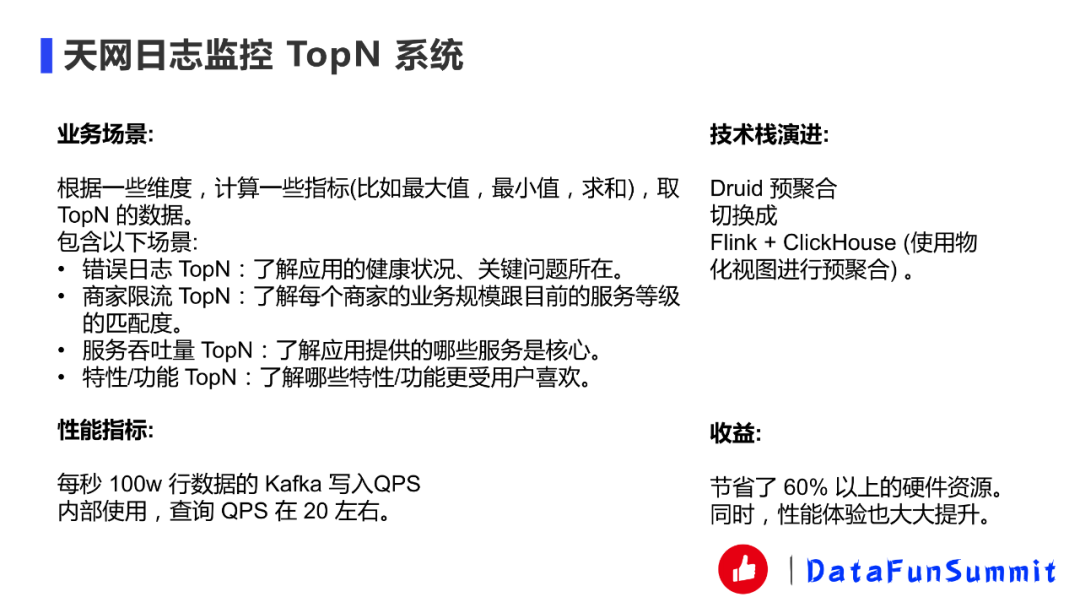 天网日志监控 TopN 系统
业务场景:
根据一些维度，计算一些指标(比如最大值，最小值，求和)，取
TopN 的数据。
包含以下场景:
• 错误日志 TopN：了解应用的健康状况、关键问题所在。
• 商家限流 TopN：了解每个商家的业务规模跟目前的服务等级
的匹配度。
• 服务吞吐量 TopN：了解应用提供的哪些服务是核心。
• 特性/功能 TopN：了解哪些特性/功能更受用户喜欢。
性能指标:
每秒 100w 行数据的 Kafka 写入QPS
内部使用，查询 QPS 在 20 左右。
技术栈演进:
Druid 预聚合
切换成
Flink + ClickHouse (使用物
化视图进行预聚合) 。
收益:
节省了 60% 以上的硬件资源。
同时，性能体验也大大提升。
DataFunSummit